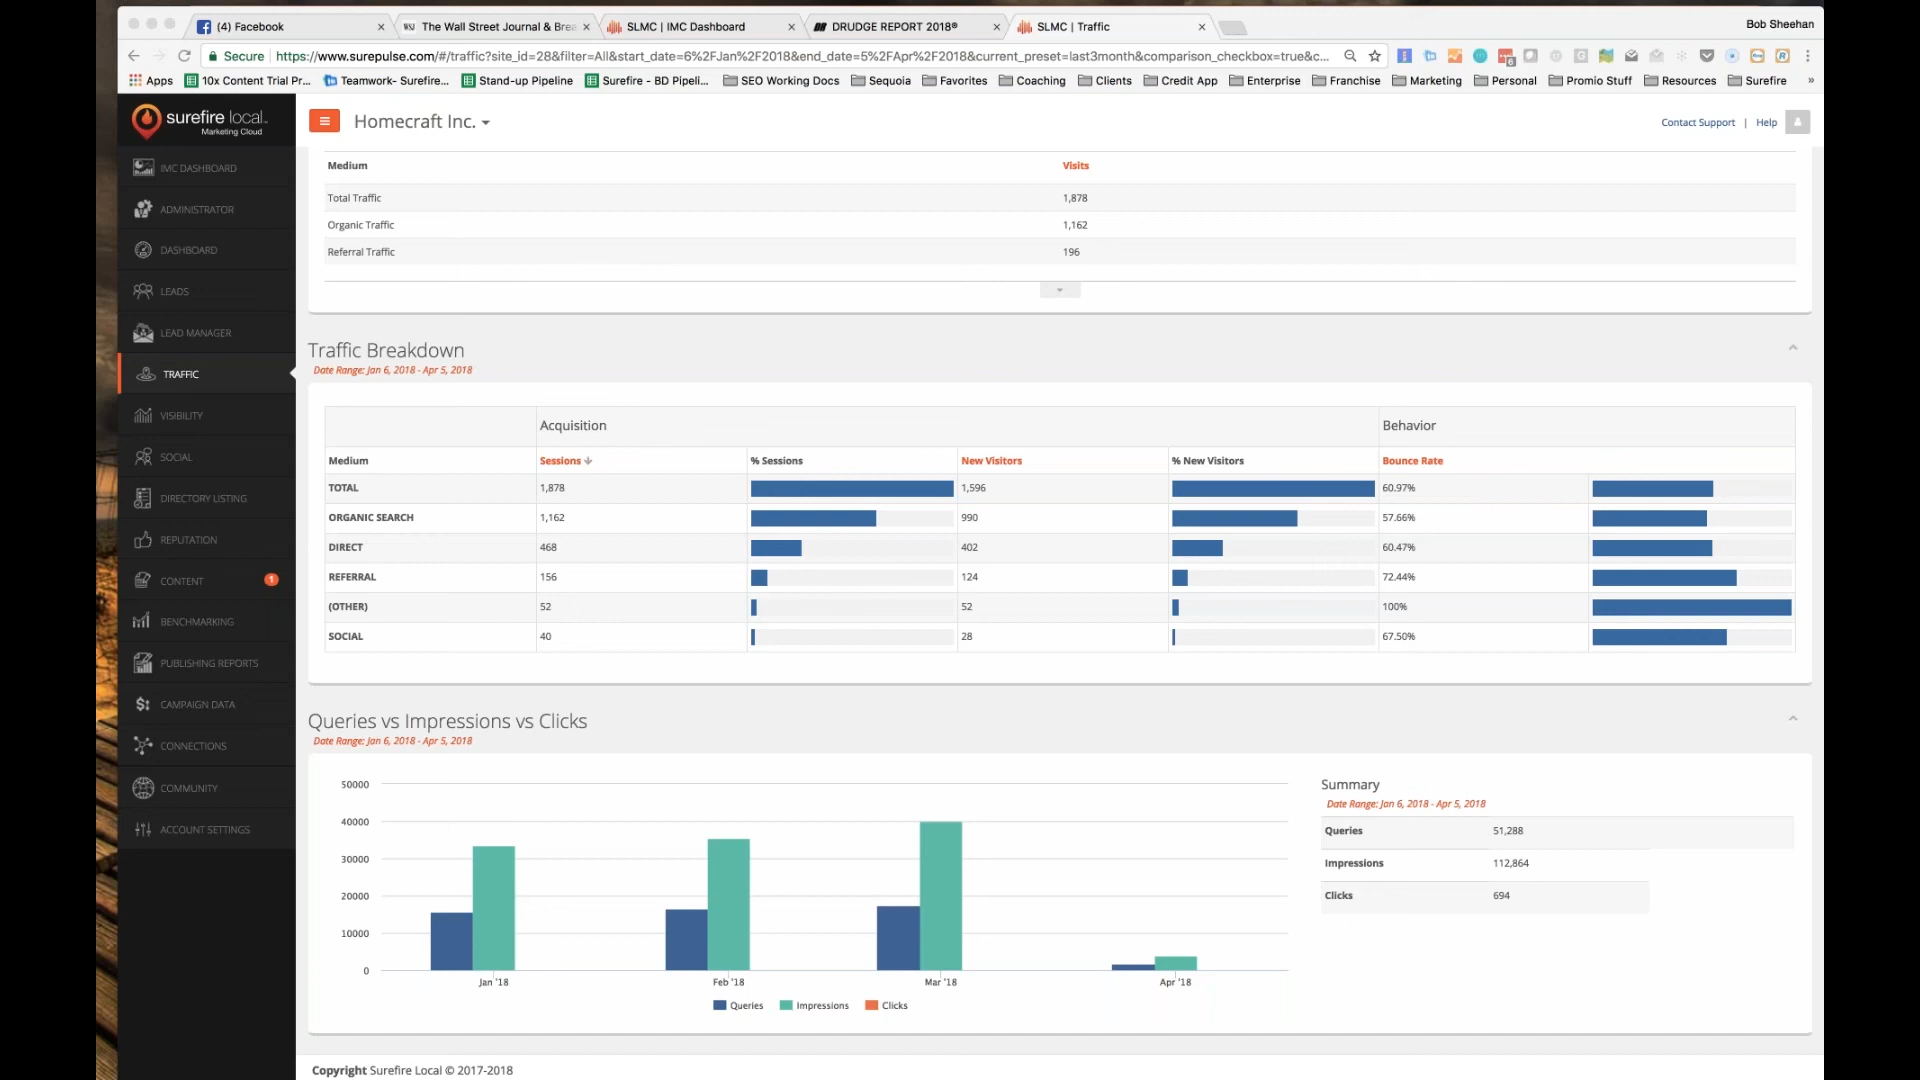 (4) Facebook
WSJ The Wall Street Journal & Brea
SLMC | IMC Dashboard
DRUDGE REPORT 2018®
SLMC | Traffic
Bob Sheehan
Secure https://www.surepulse.com/#/traffic?site_id=28&filter=All&start_date=6%2FJan%2F2018&end_date=5%2FApr%2F2018&current_preset=last3month&comparison_checkbox=true&c...
Apps 10x Content Trial Pr... Teamwork- Surefire... Stand-up Pipeline Surefire - BD Pipeli... SEO Working Docs Sequoia Favorites Coaching Clients Credit App Enterprise Franchise Marketing Personal Promio Stuff Resources Surefire »
surefire local
Marketing Cloud
Homecraft Inc.
Contact Support | Help
IMC DASHBOARD
ADMINISTRATOR
DASHBOARD
LEADS
LEAD MANAGER
TRAFFIC
VISIBILITY
SOCIAL
DIRECTORY LISTING
REPUTATION
CONTENT 1
BENCHMARKING
PUBLISHING REPORTS
CAMPAIGN DATA
CONNECTIONS
COMMUNITY
ACCOUNT SETTINGS
Medium Visits
Total Traffic 1,878
Organic Traffic 1,162
Referral Traffic 196
Traffic Breakdown
Date Range: Jan 6, 2018 - Apr 5, 2018
Acquisition Behavior
Medium Sessions % Sessions New Visitors % New Visitors Bounce Rate
TOTAL 1,878 1,596 60.97%
ORGANIC SEARCH 1,162 990 57.66%
DIRECT 468 402 60.47%
REFERRAL 156 124 72.44%
(OTHER) 52 52 100%
SOCIAL 40 28 67.50%
Queries vs Impressions vs Clicks
Date Range: Jan 6, 2018 - Apr 5, 2018
50000
40000
30000
20000
10000
0
Jan '18 Feb '18 Mar '18 Apr '18
Queries Impressions Clicks
Summary
Date Range: Jan 6, 2018 - Apr 5, 2018
Queries 51,288
Impressions 112,864
Clicks 694
Copyright Surefire Local © 2017-2018